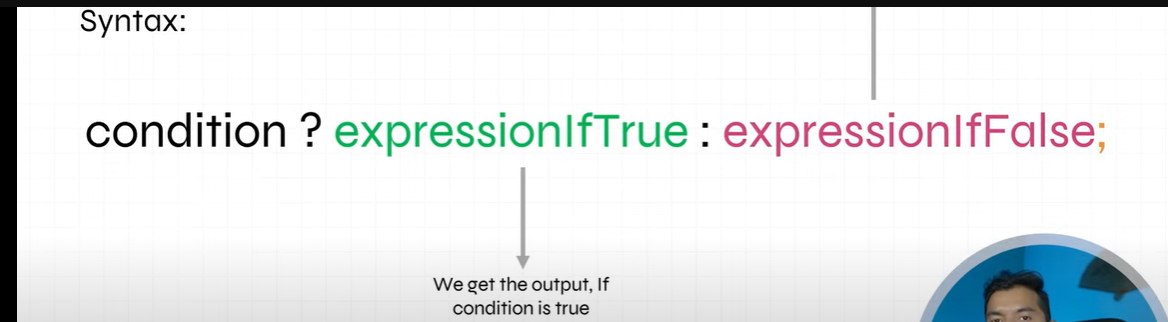 Syntax:
condition ? expressionIfTrue : expressionIfFalse;
We get the output, If
condition is true